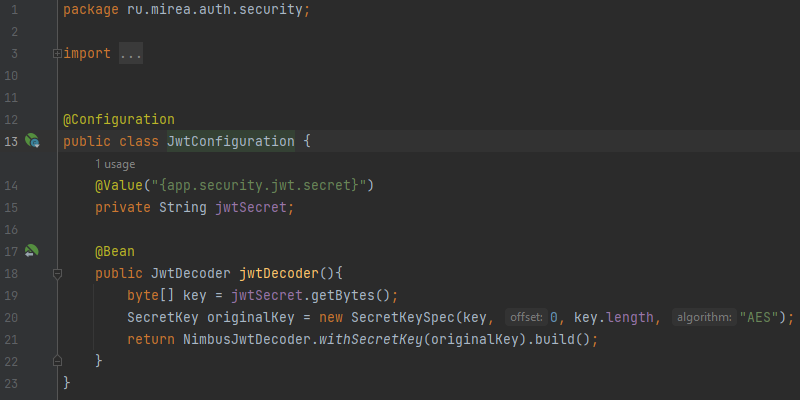 1 package ru.mirea.auth.security;
2
3 import ...
10
11
12 @Configuration
13 public class JwtConfiguration {
1 usage
14 @Value("{app.security.jwt.secret}")
15 private String jwtSecret;
16
17 @Bean
18 public JwtDecoder jwtDecoder(){
19 byte[] key = jwtSecret.getBytes();
20 SecretKey originalKey = new SecretKeySpec(key, offset: 0, key.length, algorithm: "AES");
21 return NimbusJwtDecoder.withSecretKey(originalKey).build();
22 }
23 }